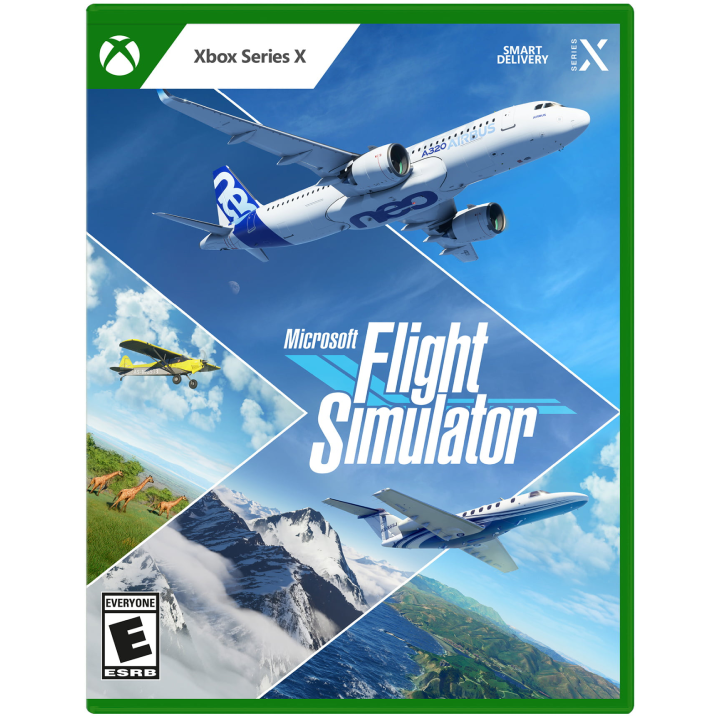 Xbox Series X
SMART
DELIVERY
SERIES
X
A320 AIRBUS
neo
Microsoft
Flight
Simulator
EVERYONE
E
ESRB